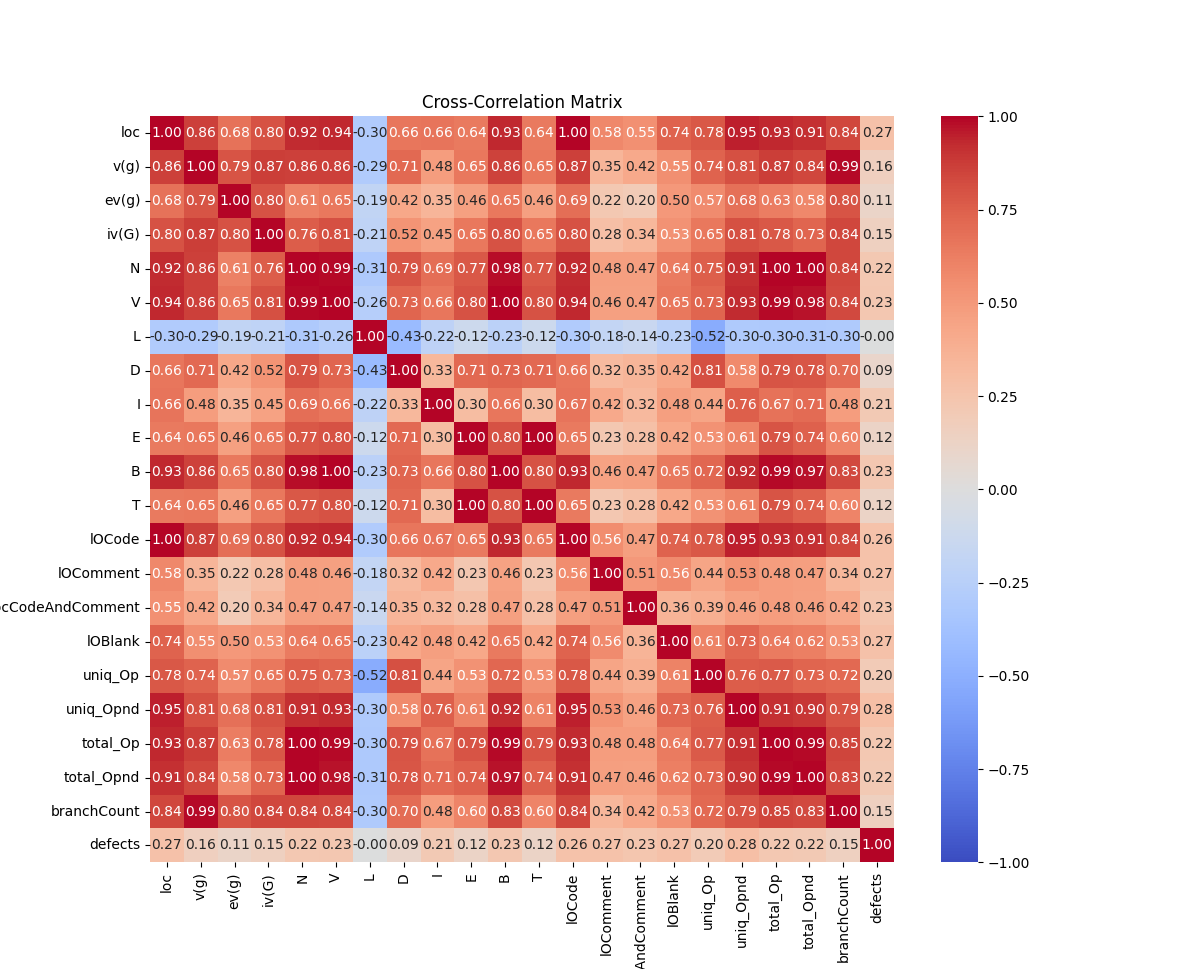 Cross-Correlation Matrix
loc 1.00 0.86 0.68 0.80 0.92 0.94 -0.30 0.66 0.66 0.64 0.93 0.64 1.00 0.58 0.55 0.74 0.78 0.95 0.93 0.91 0.84 0.27
v(g) 0.86 1.00 0.79 0.87 0.86 0.86 -0.29 0.71 0.48 0.65 0.86 0.65 0.87 0.35 0.42 0.55 0.74 0.81 0.87 0.84 0.99 0.16
ev(g) 0.68 0.79 1.00 0.80 0.61 0.65 -0.19 0.42 0.35 0.46 0.65 0.46 0.69 0.22 0.20 0.50 0.57 0.68 0.63 0.58 0.80 0.11
iv(G) 0.80 0.87 0.80 1.00 0.76 0.81 -0.21 0.52 0.45 0.65 0.80 0.65 0.80 0.28 0.34 0.53 0.65 0.81 0.78 0.73 0.84 0.15
N 0.92 0.86 0.61 0.76 1.00 0.99 -0.31 0.79 0.69 0.77 0.98 0.77 0.92 0.48 0.47 0.64 0.75 0.91 1.00 1.00 0.84 0.22
V 0.94 0.86 0.65 0.81 0.99 1.00 -0.26 0.73 0.66 0.80 1.00 0.80 0.94 0.46 0.47 0.65 0.73 0.93 0.99 0.98 0.84 0.23
L -0.30 -0.29 -0.19 -0.21 -0.31 -0.26 1.00 -0.43 -0.22 -0.12 -0.23 -0.12 -0.30 -0.18 -0.14 -0.23 -0.52 -0.30 -0.30 -0.31 -0.30 -0.00
D 0.66 0.71 0.42 0.52 0.79 0.73 -0.43 1.00 0.33 0.71 0.73 0.71 0.66 0.32 0.35 0.42 0.81 0.58 0.79 0.78 0.70 0.09
I 0.66 0.48 0.35 0.45 0.69 0.66 -0.22 0.33 1.00 0.30 0.66 0.30 0.67 0.42 0.32 0.48 0.44 0.76 0.67 0.71 0.48 0.21
E 0.64 0.65 0.46 0.65 0.77 0.80 -0.12 0.71 0.30 1.00 0.80 1.00 0.65 0.23 0.28 0.42 0.53 0.61 0.79 0.74 0.60 0.12
B 0.93 0.86 0.65 0.80 0.98 1.00 -0.23 0.73 0.66 0.80 1.00 0.80 0.93 0.46 0.47 0.65 0.72 0.92 0.99 0.97 0.83 0.23
T 0.64 0.65 0.46 0.65 0.77 0.80 -0.12 0.71 0.30 1.00 0.80 1.00 0.65 0.23 0.28 0.42 0.53 0.61 0.79 0.74 0.60 0.12
lOCode 1.00 0.87 0.69 0.80 0.92 0.94 -0.30 0.66 0.67 0.65 0.93 0.65 1.00 0.56 0.47 0.74 0.78 0.95 0.93 0.91 0.84 0.26
lOComment 0.58 0.35 0.22 0.28 0.48 0.46 -0.18 0.32 0.42 0.23 0.46 0.23 0.56 1.00 0.51 0.56 0.44 0.53 0.48 0.47 0.34 0.27
ocCodeAndComment 0.55 0.42 0.20 0.34 0.47 0.47 -0.14 0.35 0.32 0.28 0.47 0.28 0.47 0.51 1.00 0.36 0.39 0.46 0.48 0.46 0.42 0.23
lOBlank 0.74 0.55 0.50 0.53 0.64 0.65 -0.23 0.42 0.48 0.42 0.65 0.42 0.74 0.56 0.36 1.00 0.61 0.73 0.64 0.62 0.53 0.27
uniq_Op 0.78 0.74 0.57 0.65 0.75 0.73 -0.52 0.81 0.44 0.53 0.72 0.53 0.78 0.44 0.39 0.61 1.00 0.76 0.77 0.73 0.72 0.20
uniq_Opnd 0.95 0.81 0.68 0.81 0.91 0.93 -0.30 0.58 0.76 0.61 0.92 0.61 0.95 0.53 0.46 0.73 0.76 1.00 0.91 0.90 0.79 0.28
total_Op 0.93 0.87 0.63 0.78 1.00 0.99 -0.30 0.79 0.67 0.79 0.99 0.79 0.93 0.48 0.48 0.64 0.77 0.91 1.00 0.99 0.85 0.22
total_Opnd 0.91 0.84 0.58 0.73 1.00 0.98 -0.31 0.78 0.71 0.74 0.97 0.74 0.91 0.47 0.46 0.62 0.73 0.90 0.99 1.00 0.83 0.22
branchCount 0.84 0.99 0.80 0.84 0.84 0.84 -0.30 0.70 0.48 0.60 0.83 0.60 0.84 0.34 0.42 0.53 0.72 0.79 0.85 0.83 1.00 0.15
defects 0.27 0.16 0.11 0.15 0.22 0.23 -0.00 0.09 0.21 0.12 0.23 0.12 0.26 0.27 0.23 0.27 0.20 0.28 0.22 0.22 0.15 1.00
loc v(g) ev(g) iv(G) N V L D I E B T lOCode lOComment AndComment lOBlank uniq_Op uniq_Opnd total_Op total_Opnd branchCount defects
1.00
0.75
0.50
0.25
0.00
−0.25
−0.50
−0.75
−1.00